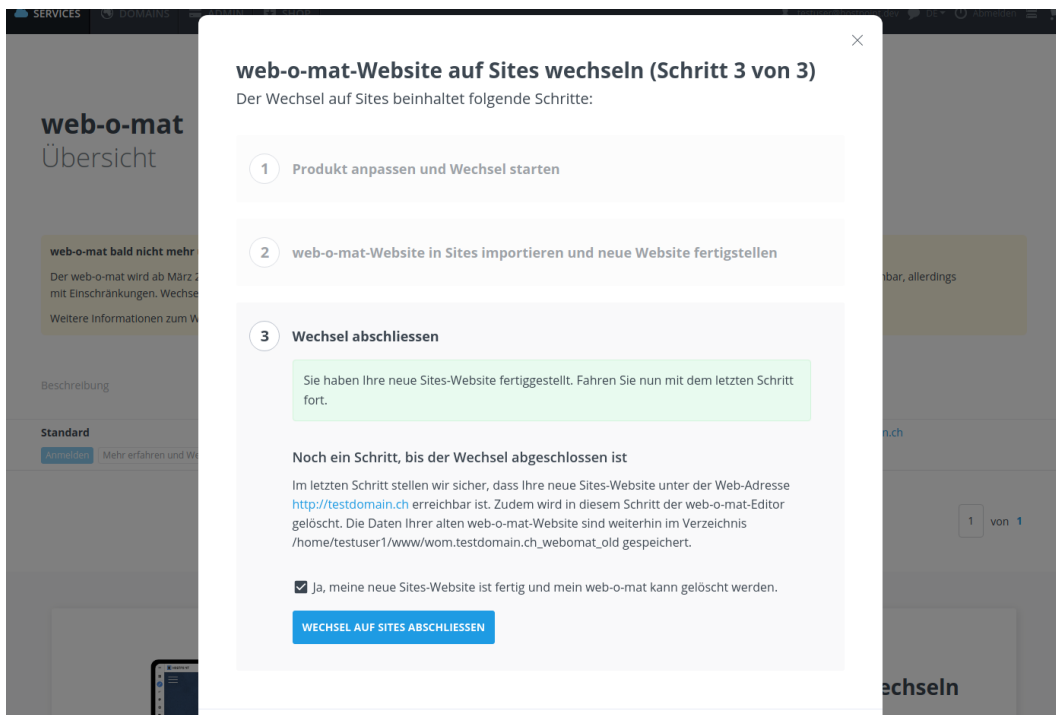 SERVICES DOMAINS ADMIN SHOP DE Abmelden
web-o-mat-Website auf Sites wechseln (Schritt 3 von 3)
Der Wechsel auf Sites beinhaltet folgende Schritte:
web-o-mat
Übersicht
1 Produkt anpassen und Wechsel starten
web-o-mat bald nicht mehr
2 web-o-mat-Website in Sites importieren und neue Website fertigstellen
Der web-o-mat wird ab März 2
nbar, allerdings
mit Einschränkungen. Wechse
Weitere Informationen zum W
3 Wechsel abschliessen
Sie haben Ihre neue Sites-Website fertiggestellt. Fahren Sie nun mit dem letzten Schritt
fort.
Beschreibung
Standard
n.ch
Anmelden Mehr erfahren und We
Noch ein Schritt, bis der Wechsel abgeschlossen ist
Im letzten Schritt stellen wir sicher, dass Ihre neue Sites-Website unter der Web-Adresse
http://testdomain.ch erreichbar ist. Zudem wird in diesem Schritt der web-o-mat-Editor
gelöscht. Die Daten Ihrer alten web-o-mat-Website sind weiterhin im Verzeichnis
/home/testuser1/www/wom.testdomain.ch_webomat_old gespeichert.
1 von 1
Ja, meine neue Sites-Website ist fertig und mein web-o-mat kann gelöscht werden.
WECHSEL AUF SITES ABSCHLIESSEN
echseln